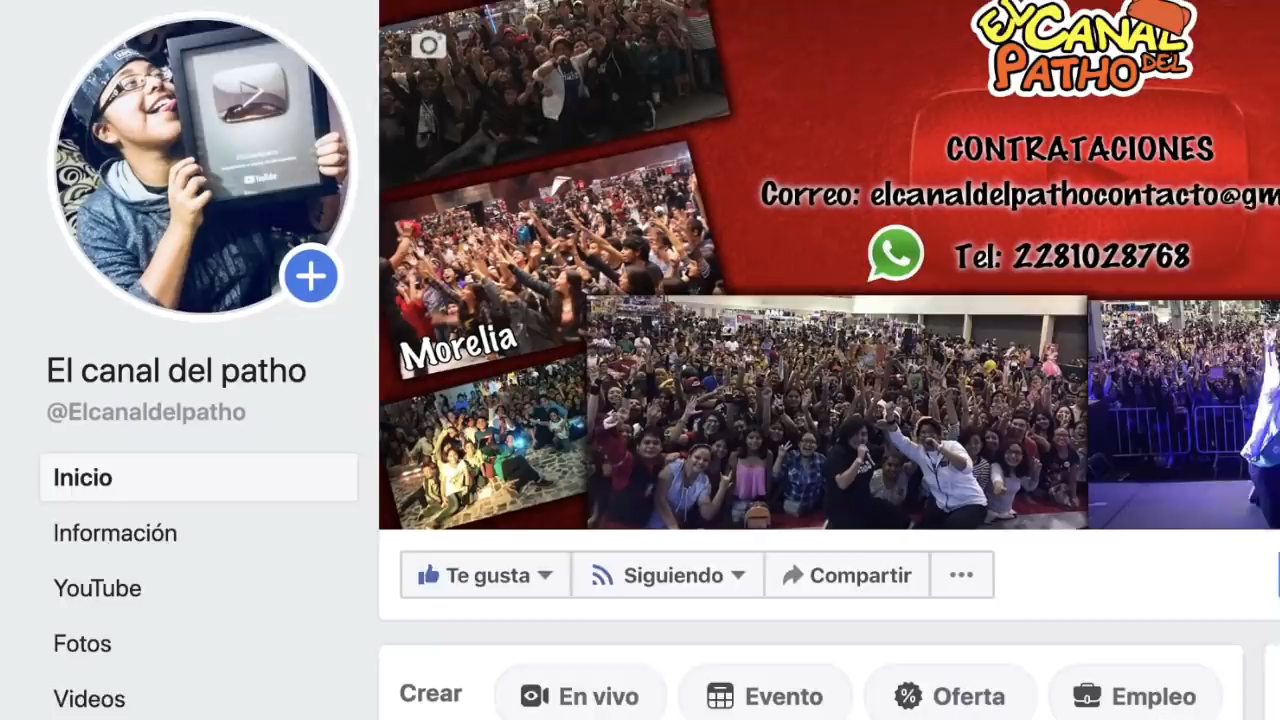 EL CANAL DEL
PATHO
CONTRATACIONES
Correo: elcanaldelpathocontacto@gm
Tel: 2281028768
YouTube
Morelia
El canal del patho
@Elcanaldelpatho
Inicio
Información
YouTube
Fotos
Videos
Te gusta
Siguiendo
Compartir
Crear
En vivo
Evento
Oferta
Empleo